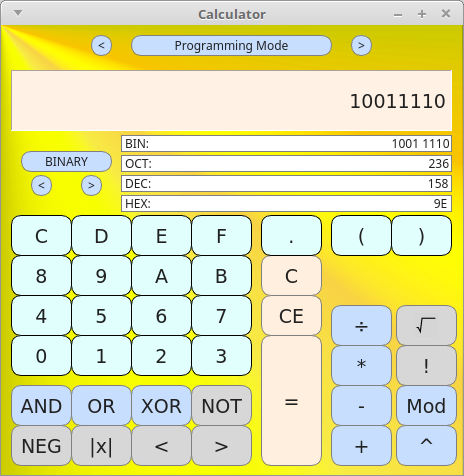 Calculator
< Programming Mode >
10011110
BIN: 1001 1110
OCT: 236
BINARY
DEC: 158
< >
HEX: 9E
C D E F . ( )
8 9 A B C
4 5 6 7 CE ÷ √
0 1 2 3 * !
AND OR XOR NOT = - Mod
NEG |x| < > + ^